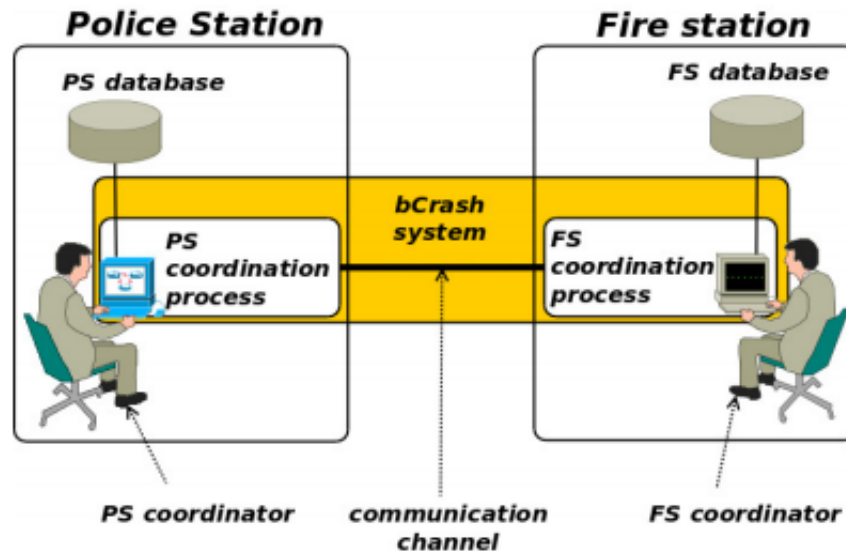 Police Station
Fire station
PS database
FS database
bCrash
system
PS
coordination
process
FS
coordination
process
PS coordinator
communication
channel
FS coordinator